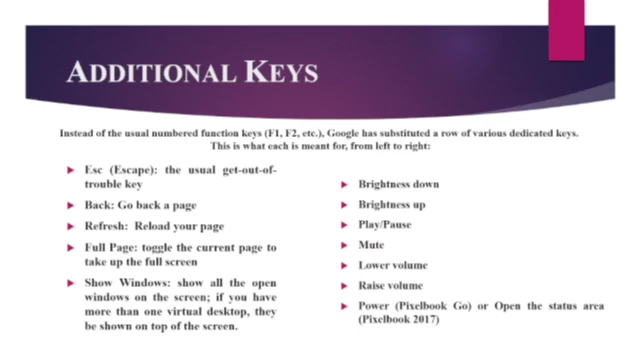 ADDITIONAL KEYS
Instead of the usual numbered function keys (F1, F2, etc.), Google has substituted a row of various dedicated keys.
This is what each is meant for, from left to right:
Esc (Escape): the usual get-out-of-
trouble key
Back: Go back a page
Refresh: Reload your page
Full Page: toggle the current page to
take up the full screen
Show Windows: show all the open
windows on the screen; if you have
more than one virtual desktop, they
be shown on top of the screen.
Brightness down
Brightness up
Play/Pause
Mute
Lower volume
Raise volume
Power (Pixelbook Go) or Open the status area
(Pixelbook 2017)